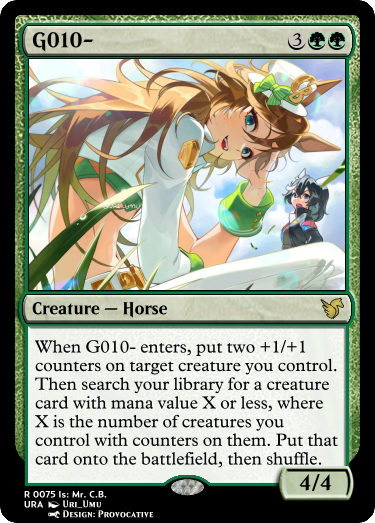 G010- 3
Creature — Horse
When G010- enters, put two +1/+1
counters on target creature you control.
Then search your library for a creature
card with mana value X or less, where
X is the number of creatures you
control with counters on them. Put that
card onto the battlefield, then shuffle.
4/4
R 0075 Is: Mr. C.B.
URA Uri_Umu
Design: Provocative